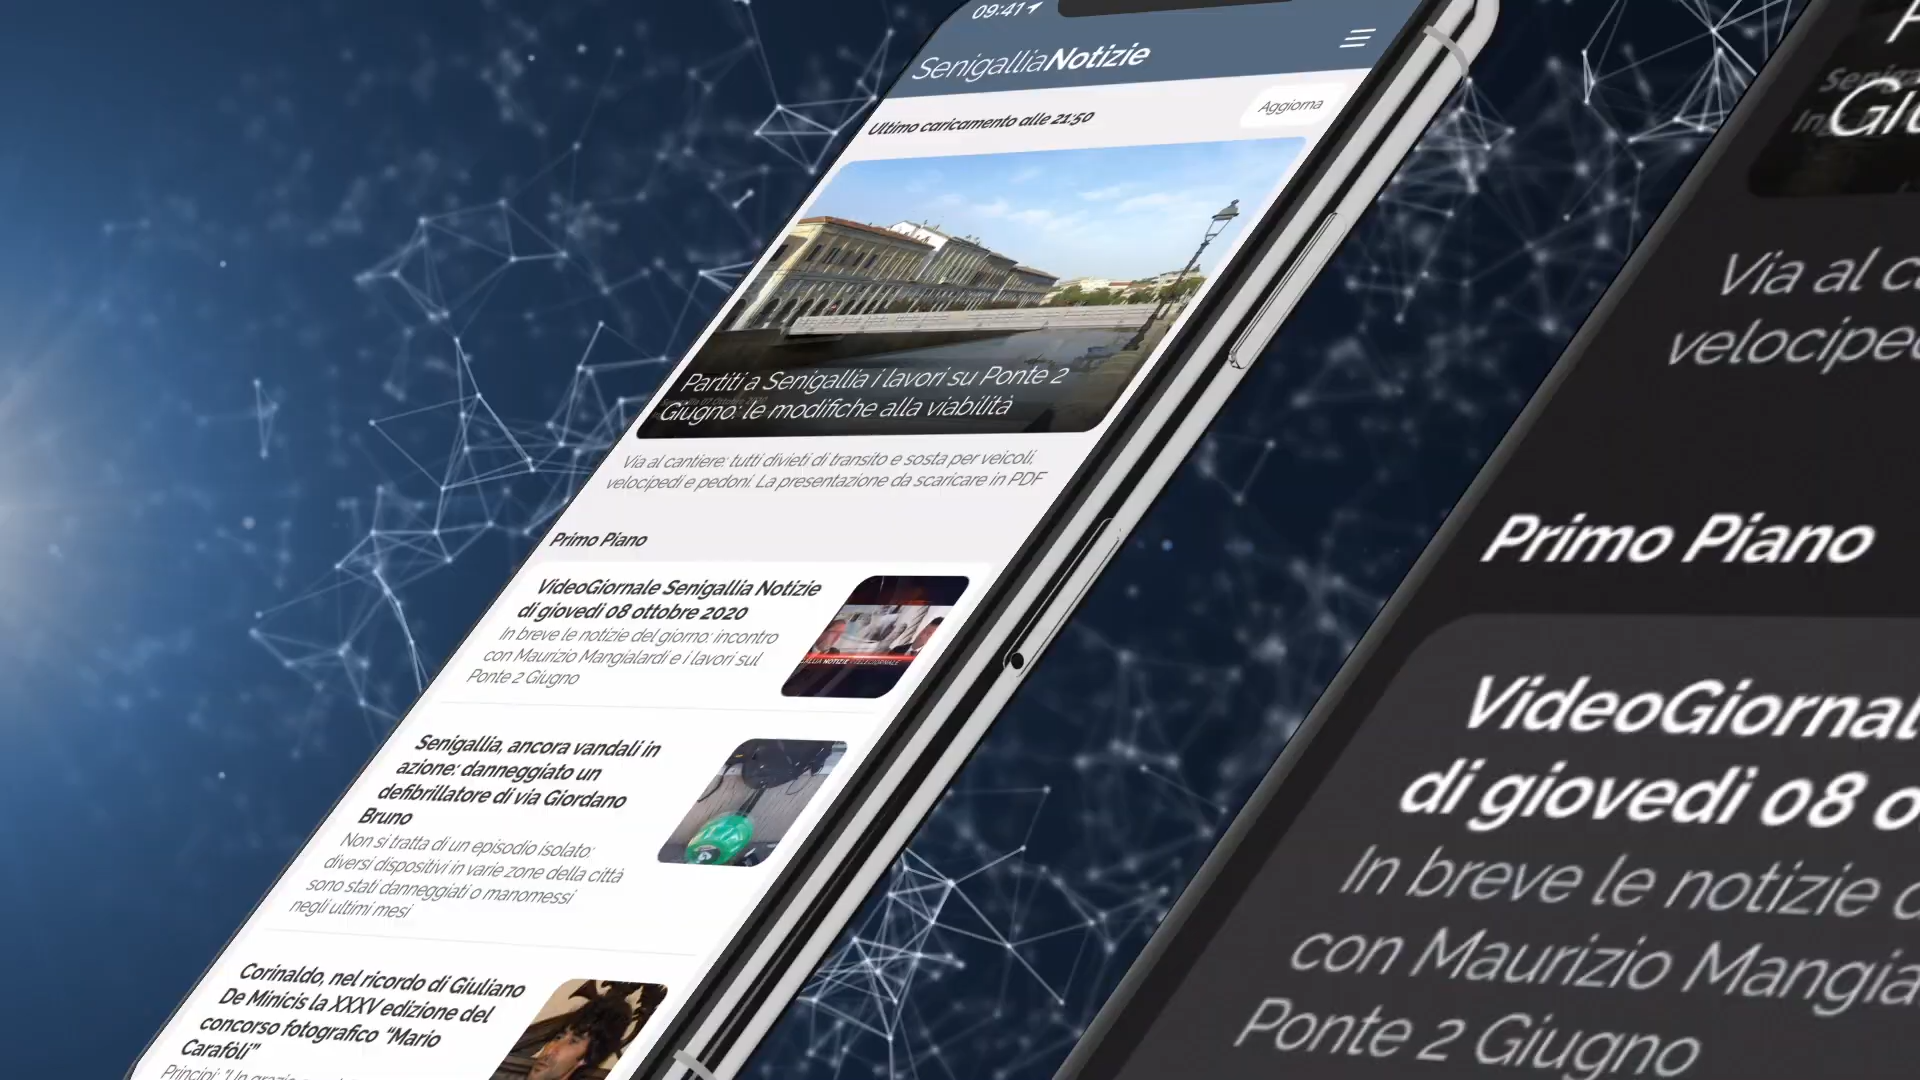 09:41
SenigalliaNotizie
Ultimo caricamento alle 21:50
Aggiorna
Partiti a Senigallia i lavori su Ponte 2
Giugno: le modifiche alla viabilità
Via al cantiere: tutti divieti di transito e sosta per veicoli,
velocipedi e pedoni. La presentazione da scaricare in PDF
Primo Piano
VideoGiornale Senigallia Notizie
di giovedì 08 ottobre 2020
In breve le notizie del giorno: incontro
con Maurizio Mangialardi e i lavori sul
Ponte 2 Giugno
Senigallia, ancora vandali in
azione: danneggiato un
defibrillatore di via Giordano
Bruno
Non si tratta di un episodio isolato:
diversi dispositivi in varie zone della città
sono stati danneggiati o manomessi
negli ultimi mesi
Corinaldo, nel ricordo di Giuliano
De Minicis la XXXV edizione del
concorso fotografico "Mario
Carafòli"
Principi: "Un grazie
Via al c
velocipe
Primo Piano
VideoGiornal
di giovedì 08 o
In breve le notizie
con Maurizio Mangia
Ponte 2 Giugno